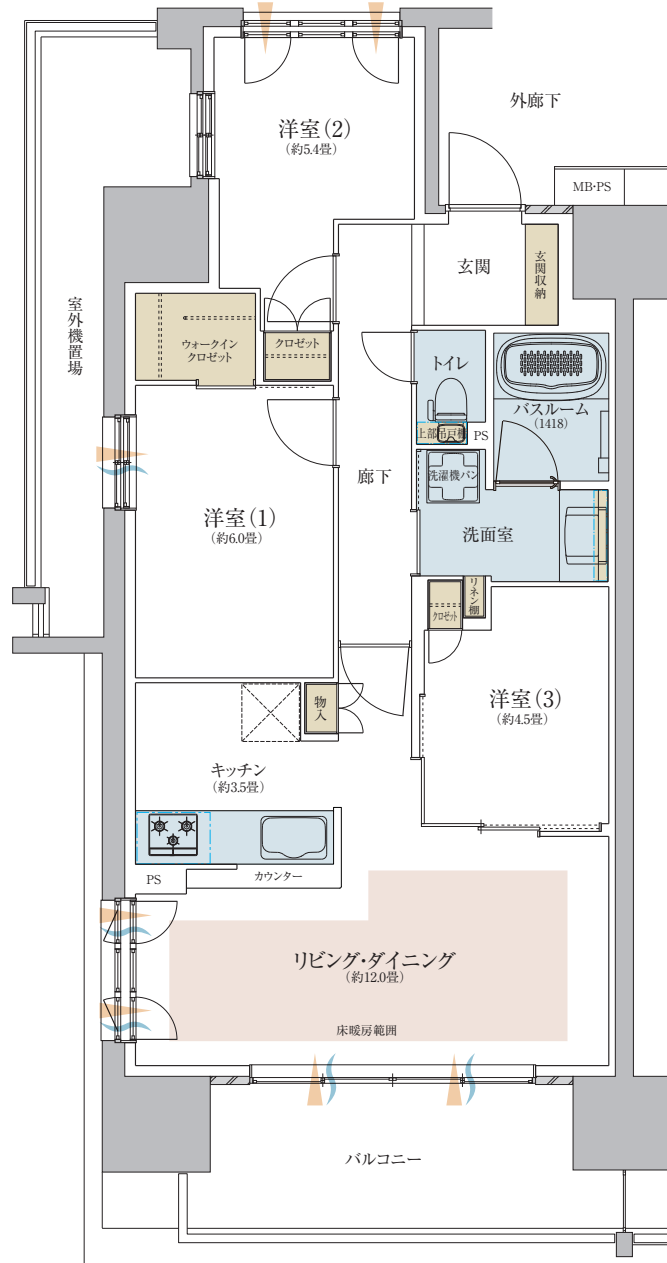 外廊下
洋室(2)
(約5.4畳)
MB・PS
玄関
玄関収納
室外機置場
ウォークイン
クロゼット
クロゼット
トイレ
バスルーム
(1418)
上部吊戸棚
PS
廊下
洗濯機パン
洋室(1)
(約6.0畳)
洗面室
リネン棚
クロゼット
洋室(3)
(約4.5畳)
物入
キッチン
(約3.5畳)
PS
カウンター
リビング・ダイニング
(約12.0畳)
床暖房範囲
バルコニー